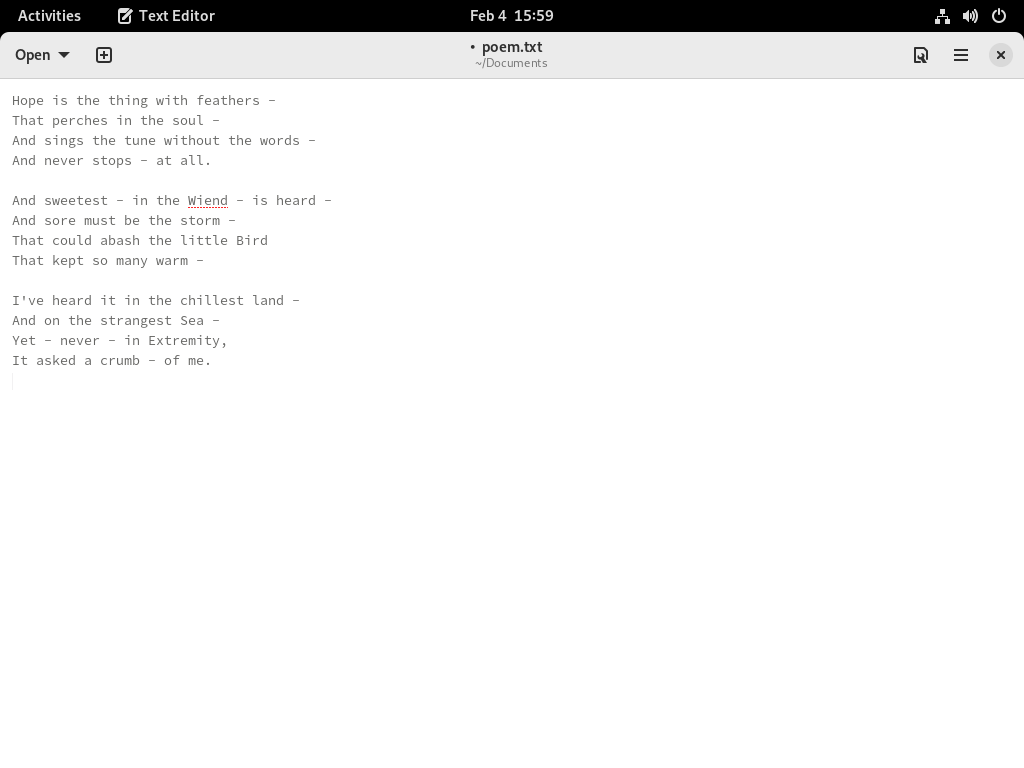 Activities
Text Editor
Feb 4 15:59
Open
• poem.txt
~/Documents
Hope is the thing with feathers –
That perches in the soul –
And sings the tune without the words –
And never stops – at all.

And sweetest – in the Wiend – is heard –
And sore must be the storm –
That could abash the little Bird
That kept so many warm –

I've heard it in the chillest land –
And on the strangest Sea –
Yet – never – in Extremity,
It asked a crumb – of me.